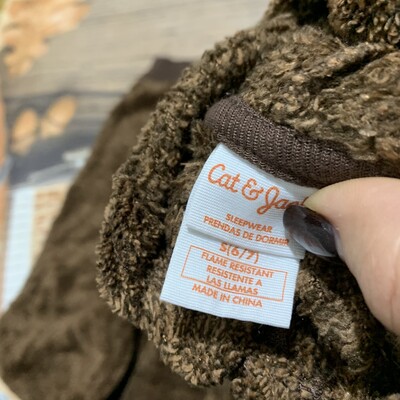 Cat & Jack
SLEEPWEAR
PRENDAS DE DORMIR
S(6/7)
FLAME RESISTANT
RESISTENTE A
LAS LLAMAS
MADE IN CHINA